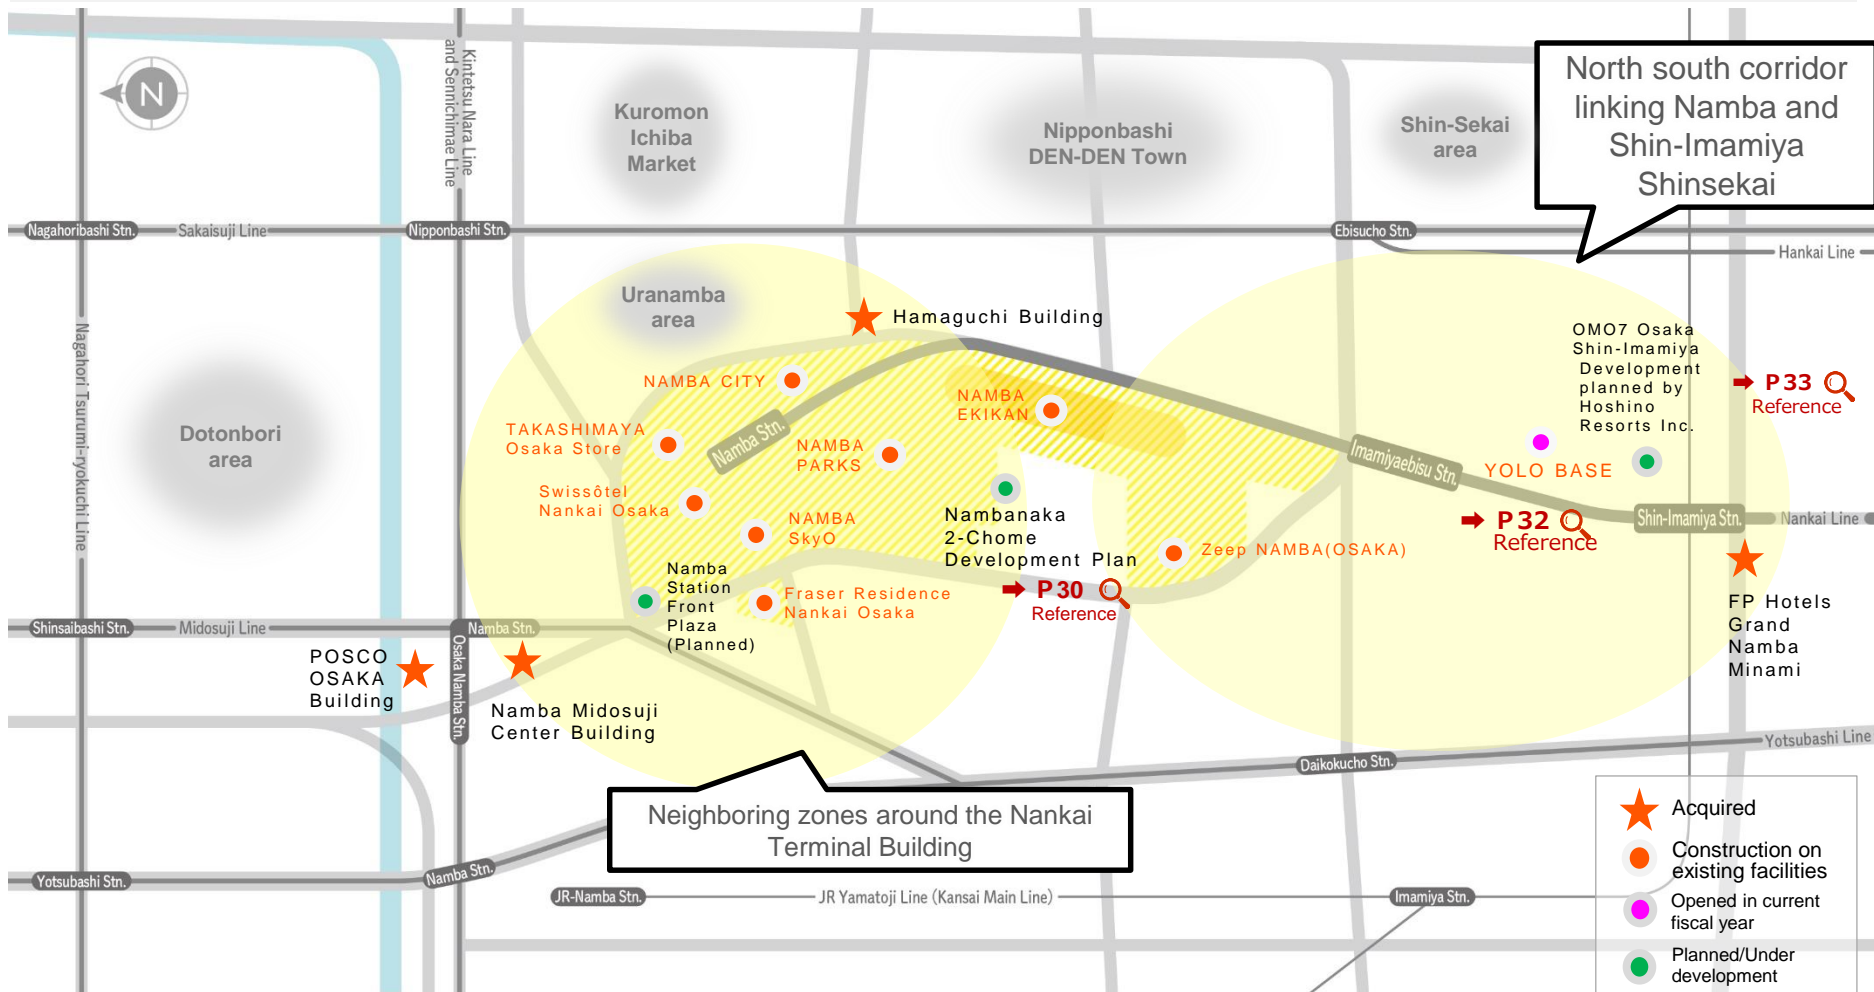 N
Kintetsu Nara Line
and Sennichimae Line
Kuromon
Ichiba
Market
Nipponbashi
DEN-DEN Town
Shin-Sekai
area
North south corridor
linking Namba and
Shin-Imamiya
Shinsekai
Nagahoribashi Stn.
Sakaisuji Line
Nipponbashi Stn.
Ebisucho Stn.
Hankai Line
Uranamba
area
Hamaguchi Building
Nagahori Tsurumi-ryokuchi Line
Dotonbori
area
NAMBA CITY
TAKASHIMAYA
Osaka Store
Namba Stn.
NAMBA
PARKS
NAMBA
EKIKAN
Swissôtel
Nankai Osaka
NAMBA
SkyO
Nambanaka
2-Chome
Development Plan
P30
Reference
Zeep NAMBA(OSAKA)
Imamiyaebisu Stn.
OMO7 Osaka
Shin-Imamiya
Development
planned by
Hoshino
Resorts Inc.
P33
Reference
YOLO BASE
P32
Reference
Shin-Imamiya Stn.
Nankai Line
FP Hotels
Grand
Namba
Minami
Namba
Station
Front
Plaza
(Planned)
Fraser Residence
Nankai Osaka
Shinsaibashi Stn.
Midosuji Line
Namba Stn.
Osaka Namba Stn.
POSCO
OSAKA
Building
Namba Midosuji
Center Building
Yotsubashi Line
Daikokucho Stn.
Neighboring zones around the Nankai
Terminal Building
Yotsubashi Stn.
Namba Stn.
JR-Namba Stn.
JR Yamatoji Line (Kansai Main Line)
Imamiya Stn.
Acquired
Construction on
existing facilities
Opened in current
fiscal year
Planned/Under
development